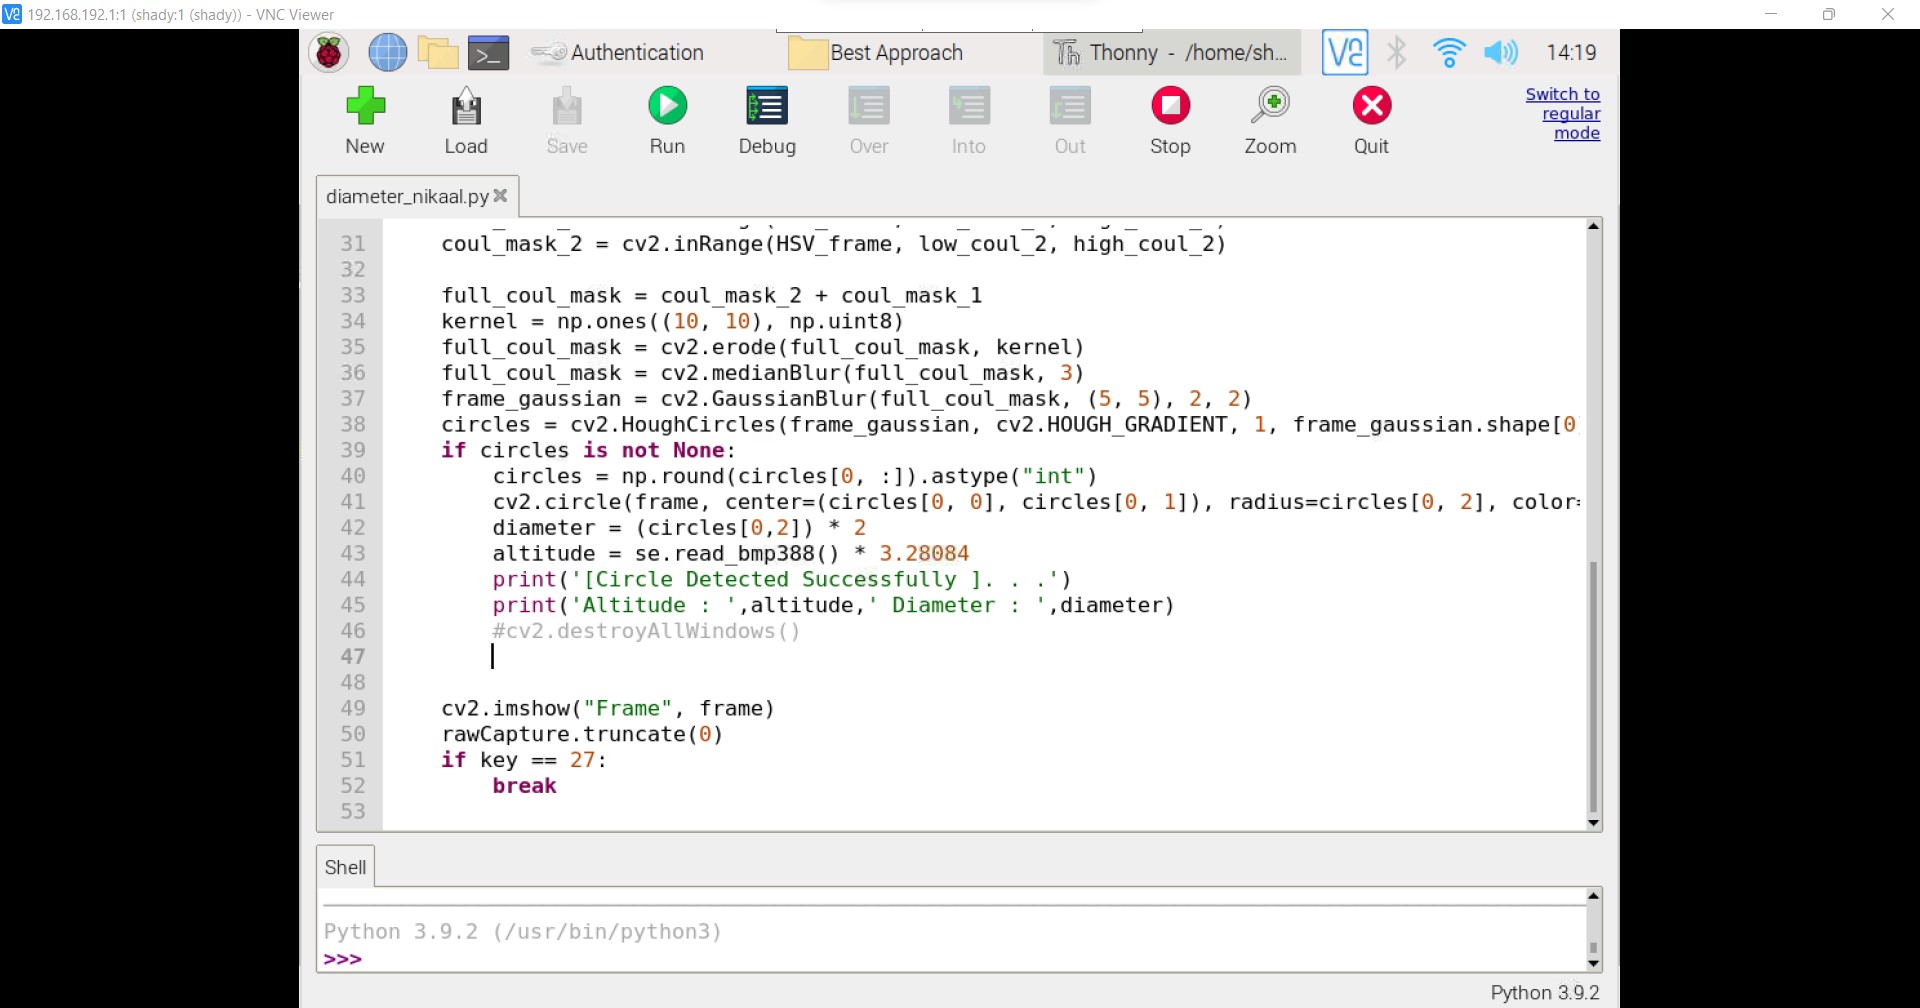 192.168.192.1:1 (shady:1 (shady)) - VNC Viewer
Authentication
Best Approach
Thonny - /home/sh...
14:19
New
Load
Save
Run
Debug
Over
Into
Out
Stop
Zoom
Quit
Switch to
regular
mode
diameter_nikaal.py
31 coul_mask_2 = cv2.inRange(HSV_frame, low_coul_2, high_coul_2)
32
33 full_coul_mask = coul_mask_2 + coul_mask_1
34 kernel = np.ones((10, 10), np.uint8)
35 full_coul_mask = cv2.erode(full_coul_mask, kernel)
36 full_coul_mask = cv2.medianBlur(full_coul_mask, 3)
37 frame_gaussian = cv2.GaussianBlur(full_coul_mask, (5, 5), 2, 2)
38 circles = cv2.HoughCircles(frame_gaussian, cv2.HOUGH_GRADIENT, 1, frame_gaussian.shape[0
39 if circles is not None:
40 circles = np.round(circles[0, :]).astype("int")
41 cv2.circle(frame, center=(circles[0, 0], circles[0, 1]), radius=circles[0, 2], color=
42 diameter = (circles[0,2]) * 2
43 altitude = se.read_bmp388() * 3.28084
44 print('[Circle Detected Successfully ]. . .')
45 print('Altitude : ',altitude,' Diameter : ',diameter)
46 #cv2.destroyAllWindows()
47
48
49 cv2.imshow("Frame", frame)
50 rawCapture.truncate(0)
51 if key == 27:
52 break
53
Shell
Python 3.9.2 (/usr/bin/python3)
>>>
Python 3.9.2